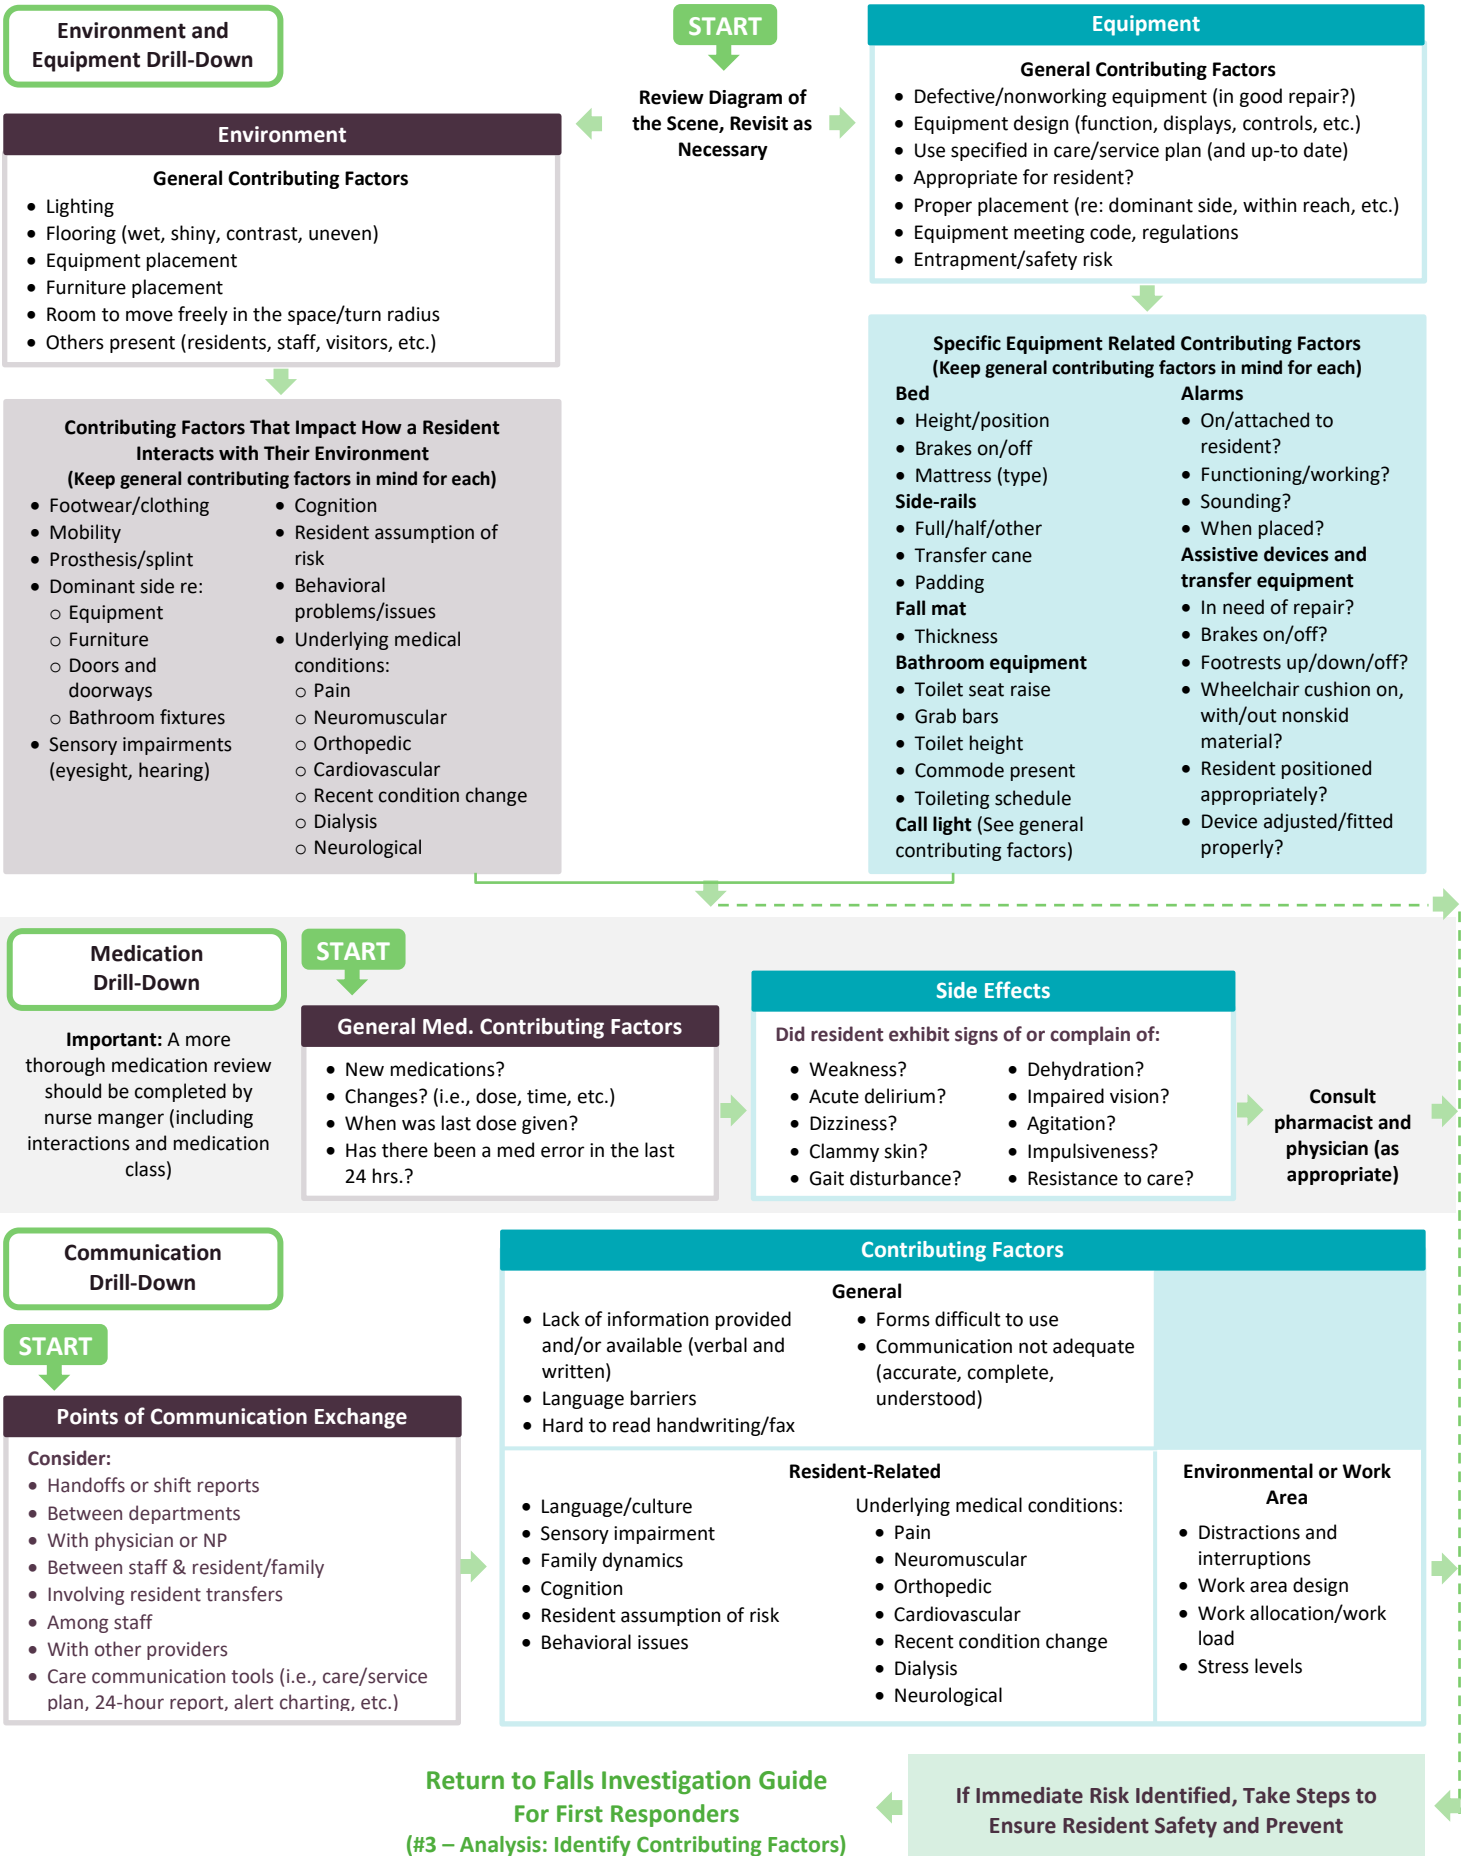 Environment and
Equipment Drill-Down
START
Review Diagram of
the Scene, Revisit as
Necessary
Environment
General Contributing Factors
• Lighting
• Flooring (wet, shiny, contrast, uneven)
• Equipment placement
• Furniture placement
• Room to move freely in the space/turn radius
• Others present (residents, staff, visitors, etc.)
Contributing Factors That Impact How a Resident
Interacts with Their Environment
(Keep general contributing factors in mind for each)
• Footwear/clothing
• Mobility
• Prosthesis/splint
• Dominant side re:
o Equipment
o Furniture
o Doors and
doorways
o Bathroom fixtures
• Sensory impairments
(eyesight, hearing)
• Cognition
• Resident assumption of
risk
• Behavioral
problems/issues
• Underlying medical
conditions:
o Pain
o Neuromuscular
o Orthopedic
o Cardiovascular
o Recent condition change
o Dialysis
o Neurological
Equipment
General Contributing Factors
• Defective/nonworking equipment (in good repair?)
• Equipment design (function, displays, controls, etc.)
• Use specified in care/service plan (and up-to date)
• Appropriate for resident?
• Proper placement (re: dominant side, within reach, etc.)
• Equipment meeting code, regulations
• Entrapment/safety risk
Specific Equipment Related Contributing Factors
(Keep general contributing factors in mind for each)
Bed
• Height/position
• Brakes on/off
• Mattress (type)
Side-rails
• Full/half/other
• Transfer cane
• Padding
Fall mat
• Thickness
Bathroom equipment
• Toilet seat raise
• Grab bars
• Toilet height
• Commode present
• Toileting schedule
Call light (See general
contributing factors)
Alarms
• On/attached to
resident?
• Functioning/working?
• Sounding?
• When placed?
Assistive devices and
transfer equipment
• In need of repair?
• Brakes on/off?
• Footrests up/down/off?
• Wheelchair cushion on,
with/out nonskid
material?
• Resident positioned
appropriately?
• Device adjusted/fitted
properly?
Medication
Drill-Down
Important: A more
thorough medication review
should be completed by
nurse manger (including
interactions and medication
class)
START
General Med. Contributing Factors
• New medications?
• Changes? (i.e., dose, time, etc.)
• When was last dose given?
• Has there been a med error in the last
24 hrs.?
Side Effects
Did resident exhibit signs of or complain of:
• Weakness?
• Acute delirium?
• Dizziness?
• Clammy skin?
• Gait disturbance?
• Dehydration?
• Impaired vision?
• Agitation?
• Impulsiveness?
• Resistance to care?
Consult
pharmacist and
physician (as
appropriate)
Communication
Drill-Down
START
Points of Communication Exchange
Consider:
• Handoffs or shift reports
• Between departments
• With physician or NP
• Between staff & resident/family
• Involving resident transfers
• Among staff
• With other providers
• Care communication tools (i.e., care/service
plan, 24-hour report, alert charting, etc.)
Contributing Factors
General
• Lack of information provided
and/or available (verbal and
written)
• Language barriers
• Hard to read handwriting/fax
• Forms difficult to use
• Communication not adequate
(accurate, complete,
understood)
Resident-Related
• Language/culture
• Sensory impairment
• Family dynamics
• Cognition
• Resident assumption of risk
• Behavioral issues
Underlying medical conditions:
• Pain
• Neuromuscular
• Orthopedic
• Cardiovascular
• Recent condition change
• Dialysis
• Neurological
Environmental or Work
Area
• Distractions and
interruptions
• Work area design
• Work allocation/work
load
• Stress levels
If Immediate Risk Identified, Take Steps to
Ensure Resident Safety and Prevent
Return to Falls Investigation Guide
For First Responders
(#3 – Analysis: Identify Contributing Factors)